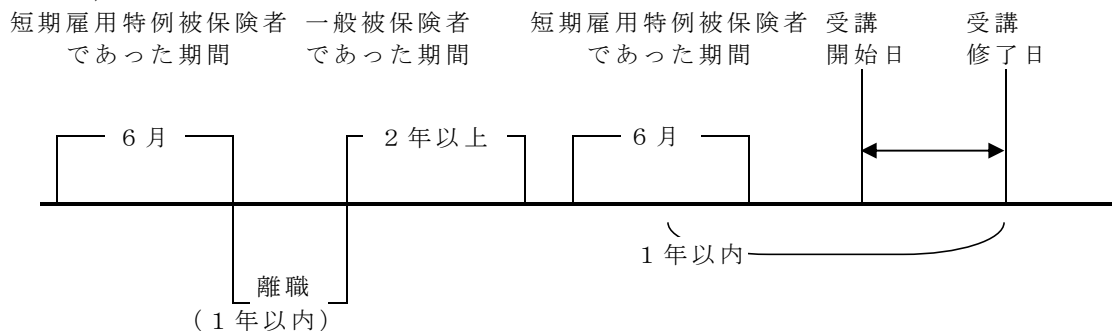 短期雇用特例被保険者 一般被保険者 短期雇用特例被保険者 受講 受講
であった期間 であった期間 であった期間 開始日 修了日
6月 2年以上 6月
1年以内
離職
(1年以内)